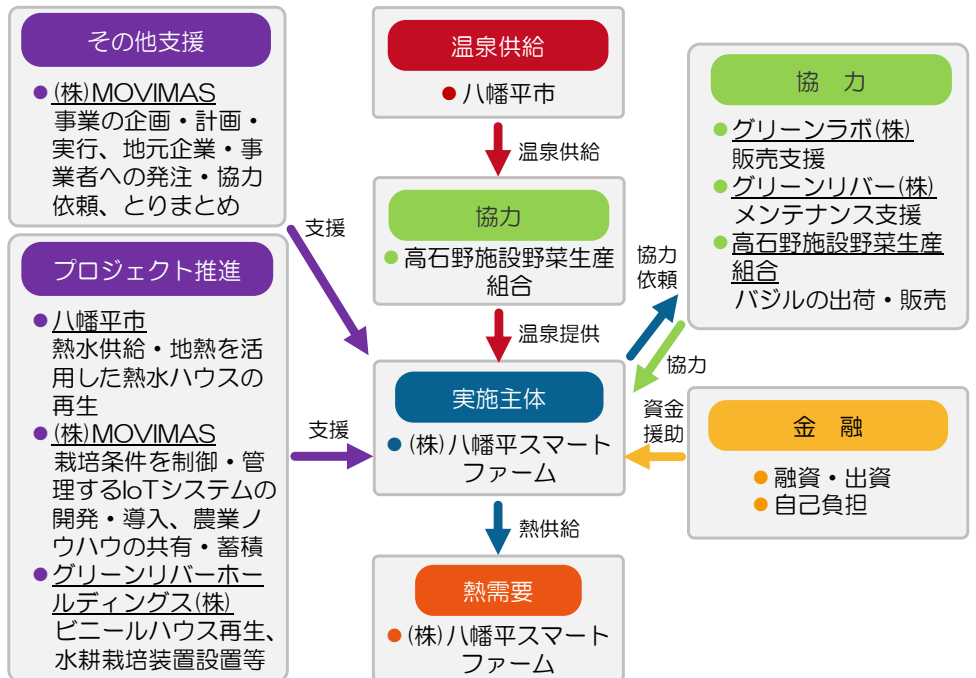 その他支援
●(株)MOVIMAS
事業の企画・計画・
実行、地元企業・事
業者への発注・協力
依頼、とりまとめ
支援
プロジェクト推進
●八幡平市
熱水供給・地熱を活
用した熱水ハウスの
再生
●(株)MOVIMAS
栽培条件を制御・管
理するIoTシステムの
開発・導入、農業ノ
ウハウの共有・蓄積
●グリーンリバーホー
ルディングス(株)
ビニールハウス再生、
水耕栽培装置設置等
支援
温泉供給
●八幡平市
温泉供給
協力
●高石野施設野菜生産
組合
温泉提供
実施主体
●(株)八幡平スマート
ファーム
熱供給
熱需要
●(株)八幡平スマート
ファーム
協　力
●グリーンラボ(株)
販売支援
●グリーンリバー(株)
メンテナンス支援
●高石野施設野菜生産
組合
バジルの出荷・販売
協力
依頼
協力
資金
援助
金　融
●融資・出資
●自己負担